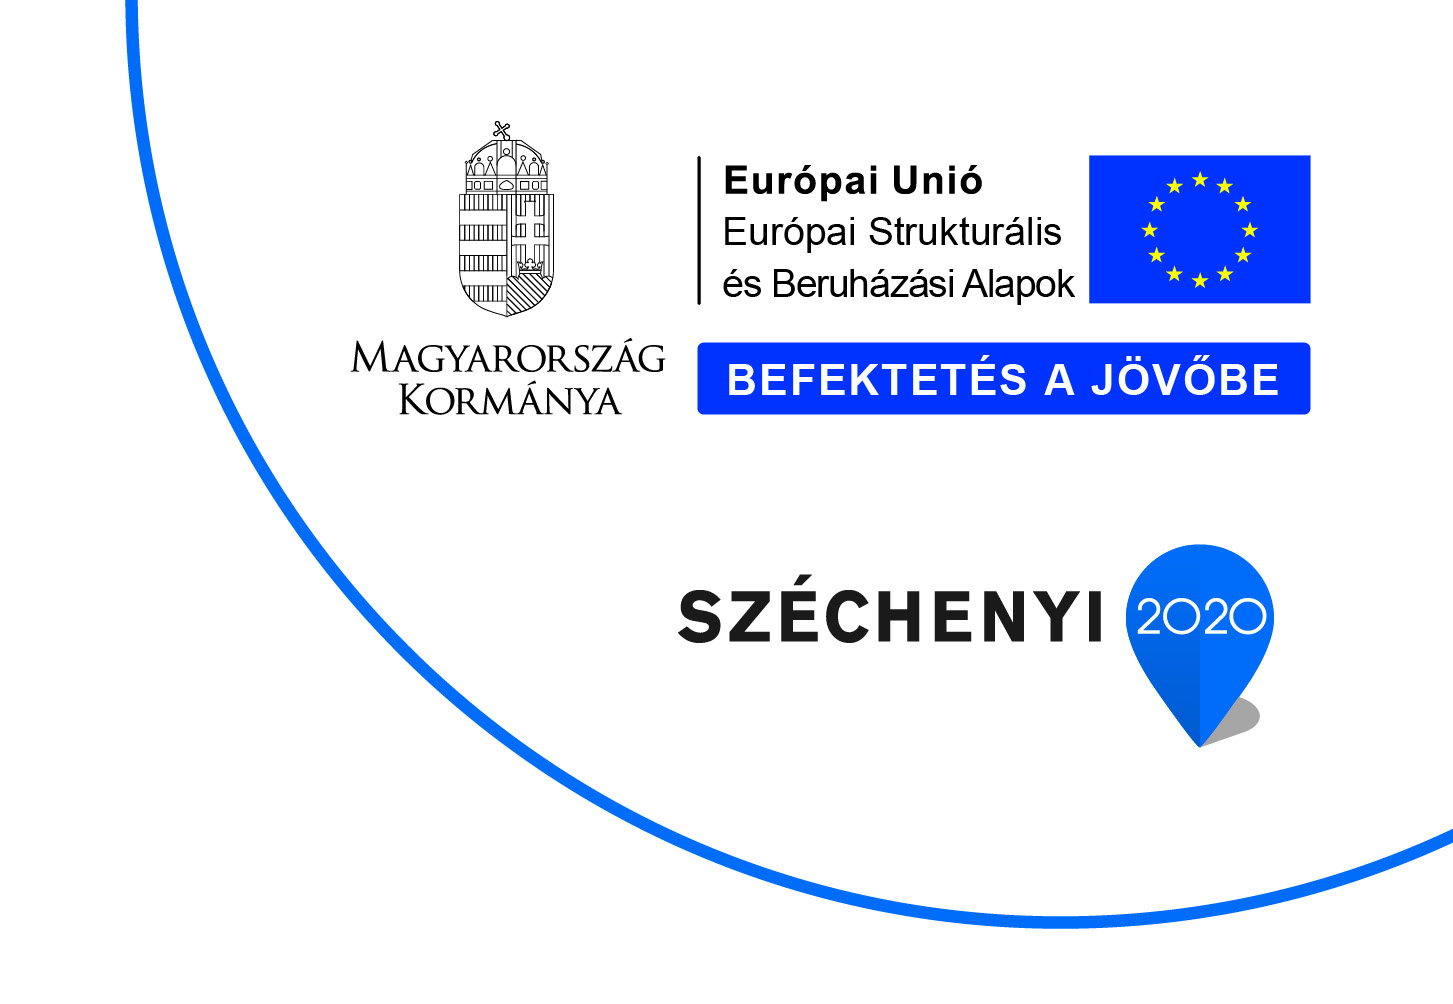 Európai Unió
Európai Strukturális
és Beruházási Alapok
MAGYARORSZÁG
KORMÁNYA
BEFEKTETÉS A JÖVŐBE
SZÉCHENYI 2020